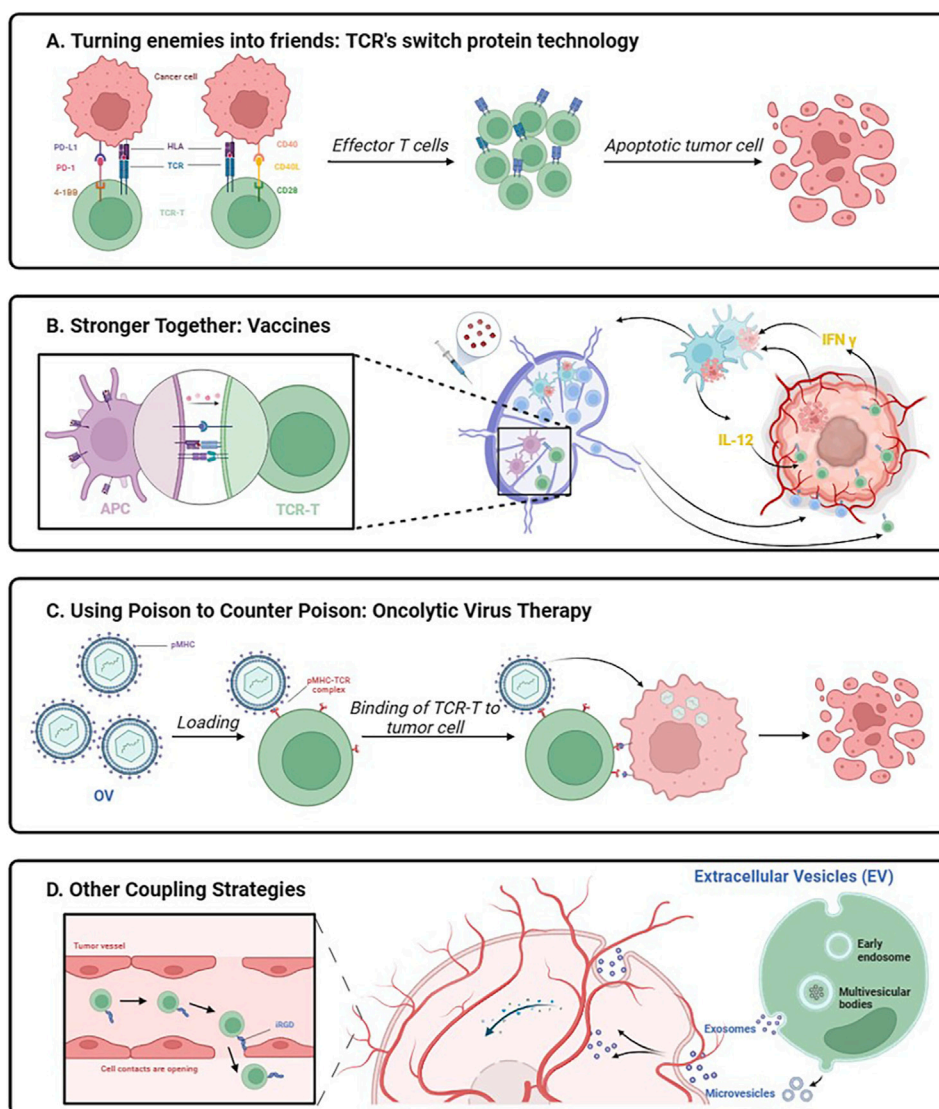 A. Turning enemies into friends: TCR's switch protein technology
Cancer cell
PD-L1
HLA
CD40
PD-1
TCR
CD40L
4-1BB
CD28
TCR-T
Effector T cells
Apoptotic tumor cell
B. Stronger Together: Vaccines
APC
TCR-T
IFN γ
IL-12
C. Using Poison to Counter Poison: Oncolytic Virus Therapy
pMHC
OV
Loading
pMHC-TCR
complex
Binding of TCR-T to
tumor cell
D. Other Coupling Strategies
Tumor vessel
iRGD
Cell contacts are opening
Extracellular Vesicles (EV)
Early
endosome
Multivesicular
bodies
Exosomes
Microvesicles